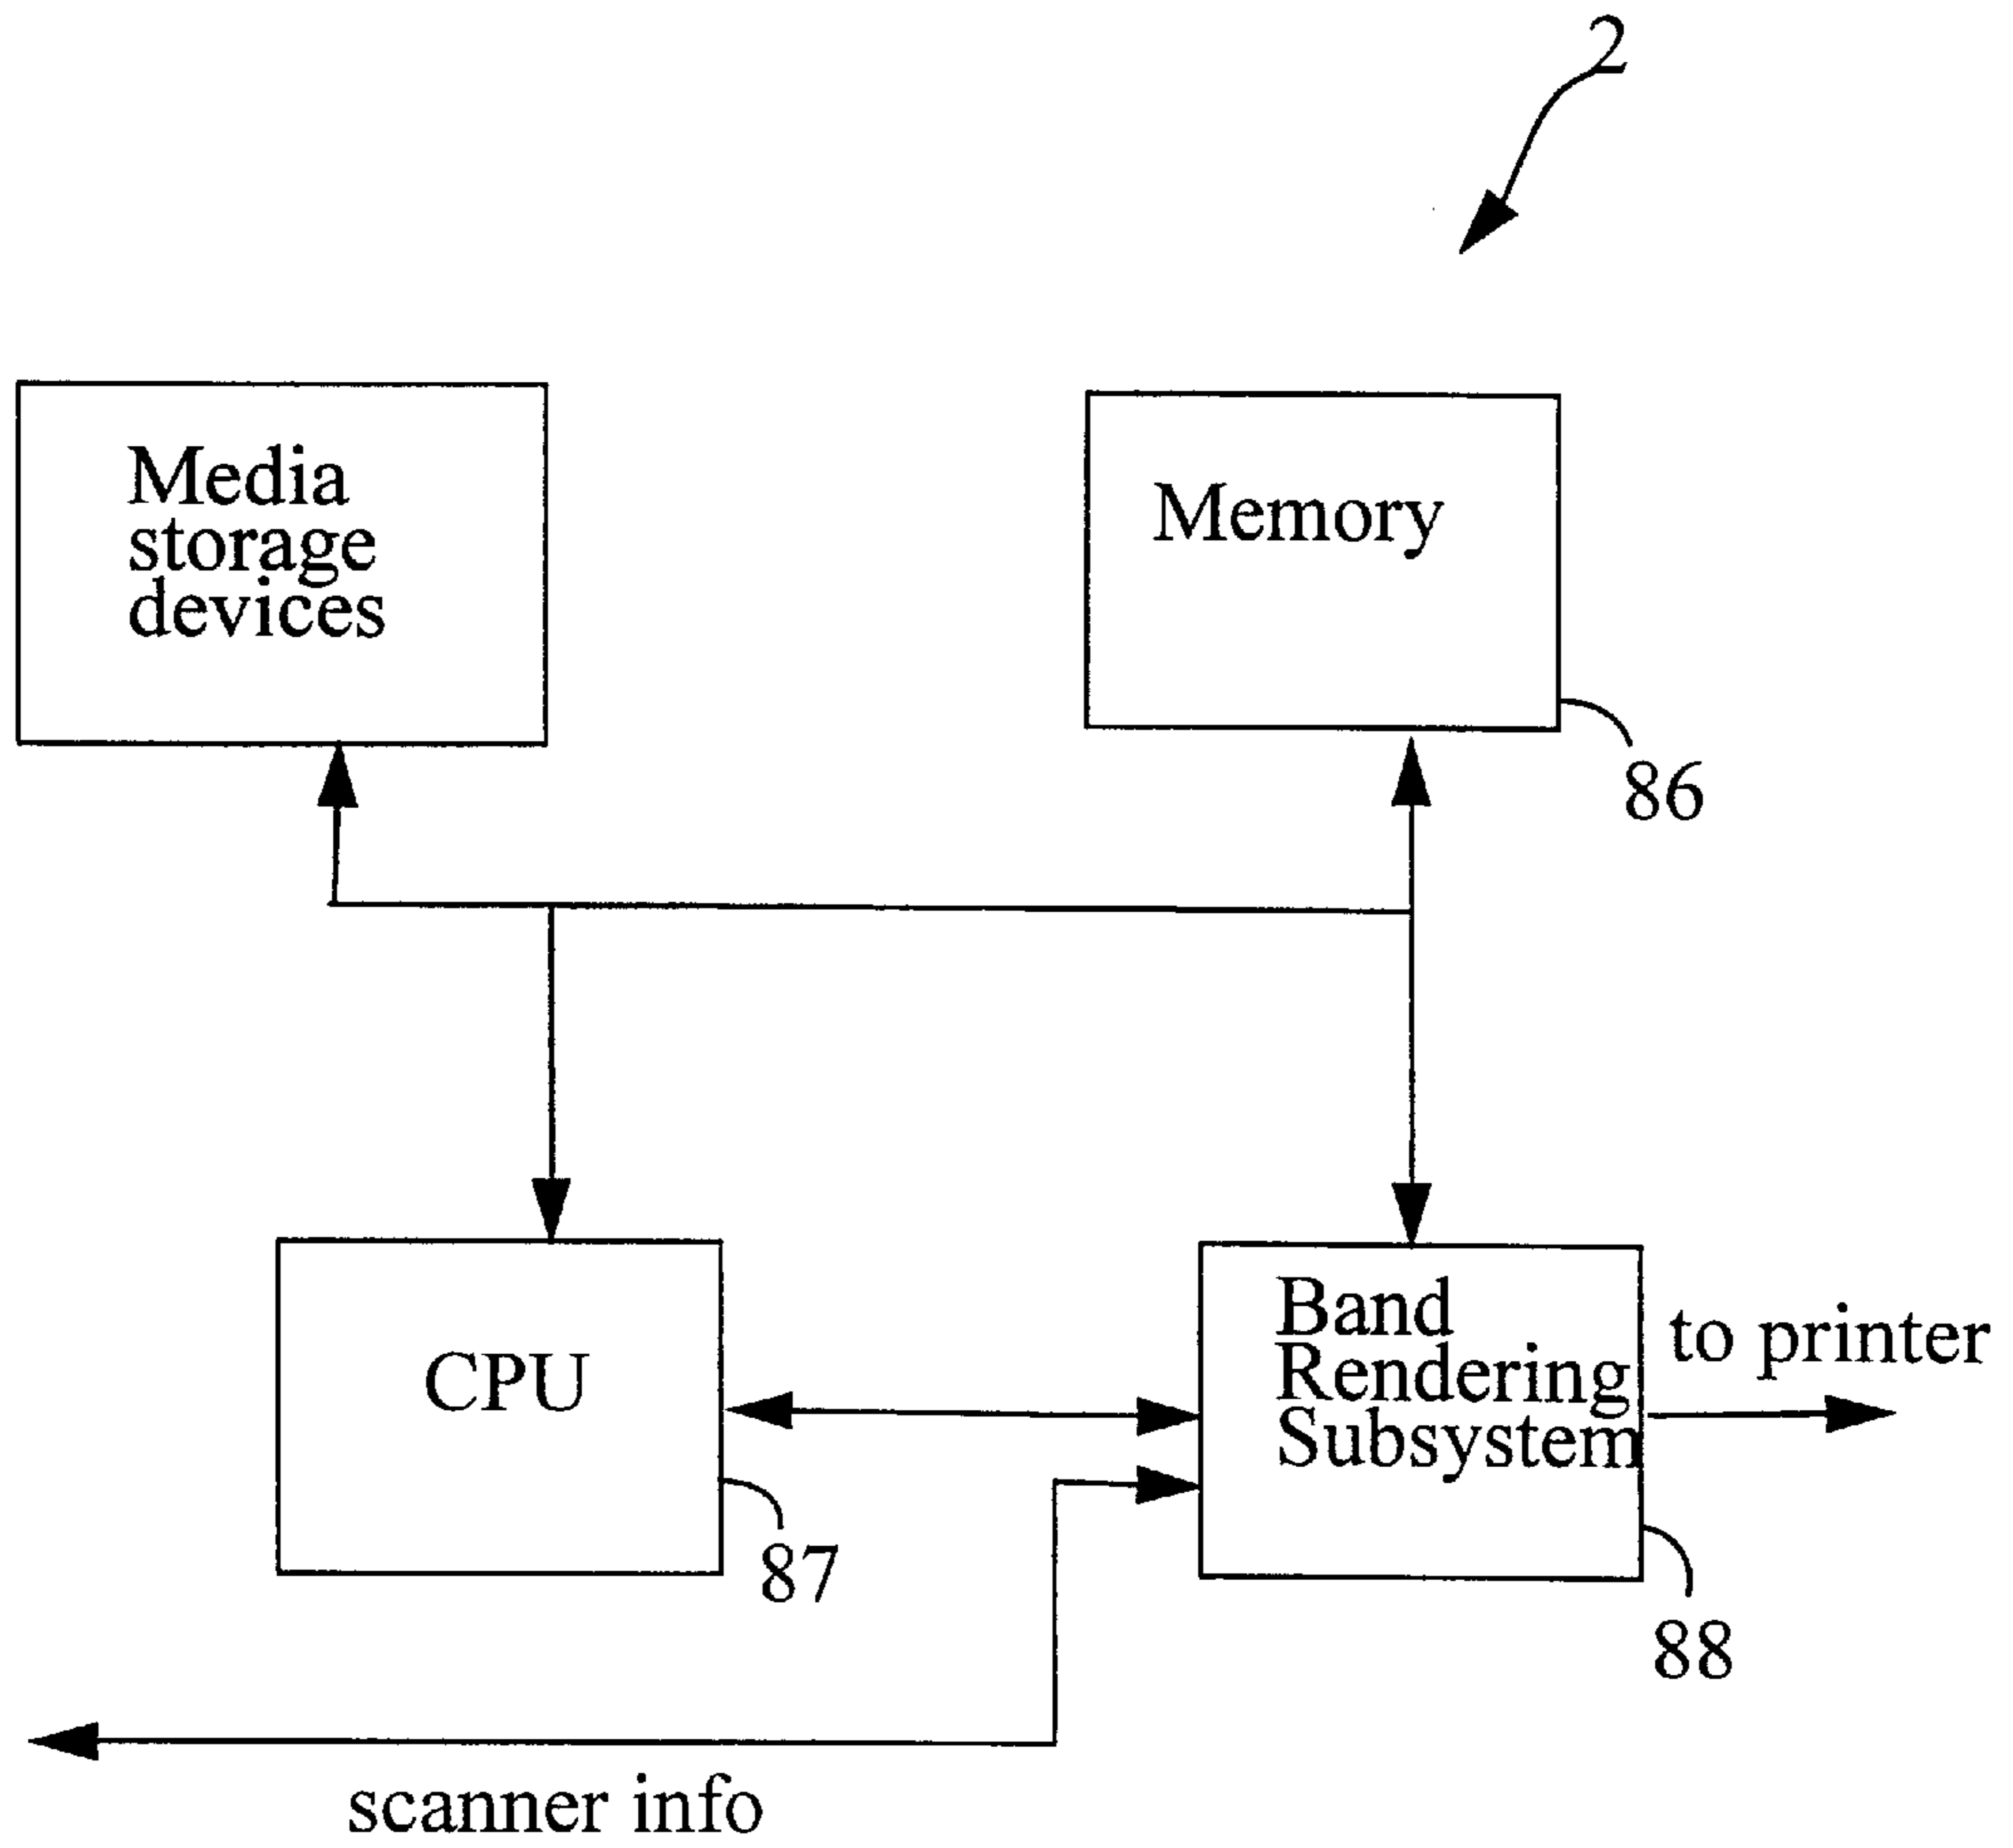 2
Media
storage
devices
Memory
86
CPU
87
Band
Rendering
Subsystem
to printer
88
scanner info